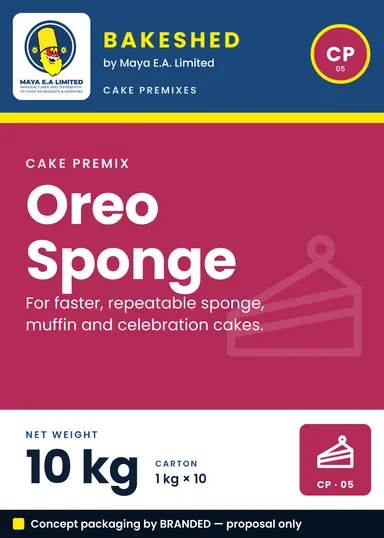 MAYA E.A LIMITED
MANUFACTURER AND DISTRIBUTOR
OF FOOD INGREDIENTS & ADDITIVES
BAKESHED
by Maya E.A. Limited
CAKE PREMIXES
CP
05
CAKE PREMIX
Oreo
Sponge
For faster, repeatable sponge,
muffin and celebration cakes.
NET WEIGHT
10 kg
CARTON
1 kg × 10
CP · 05
Concept packaging by BRANDED — proposal only